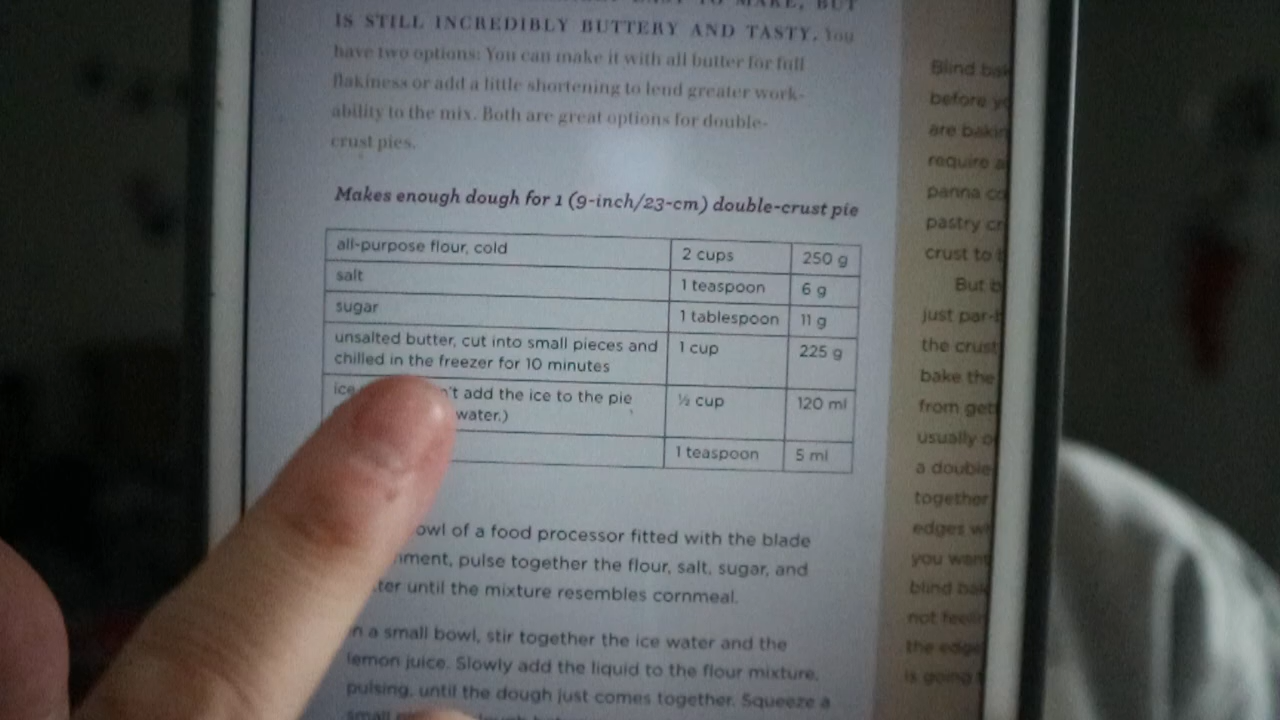 EASY TO MAKE, BUT
IS STILL INCREDIBLY BUTTERY AND TASTY. You
have two options: You can make it with all butter for full
flakiness or add a little shortening to lend greater work-
ability to the mix. Both are great options for double-
crust pies.
Makes enough dough for 1 (9-inch/23-cm) double-crust pie
all-purpose flour, cold 2 cups 250 g
salt 1 teaspoon 6 g
sugar 1 tablespoon 11 g
unsalted butter, cut into small pieces and
chilled in the freezer for 10 minutes 1 cup 225 g
ice 't add the ice to the pie
water.) ½ cup 120 ml
1 teaspoon 5 ml
owl of a food processor fitted with the blade
ment, pulse together the flour, salt, sugar, and
ter until the mixture resembles cornmeal.
n a small bowl, stir together the ice water and the
lemon juice. Slowly add the liquid to the flour mixture,
pulsing, until the dough just comes together. Squeeze a
small
Blind
before
are
require
panna
pastry
crust to
But
just par-
the crust
bake the
from
usually
a double
together
edges
you want
blind
not
the edge
is going